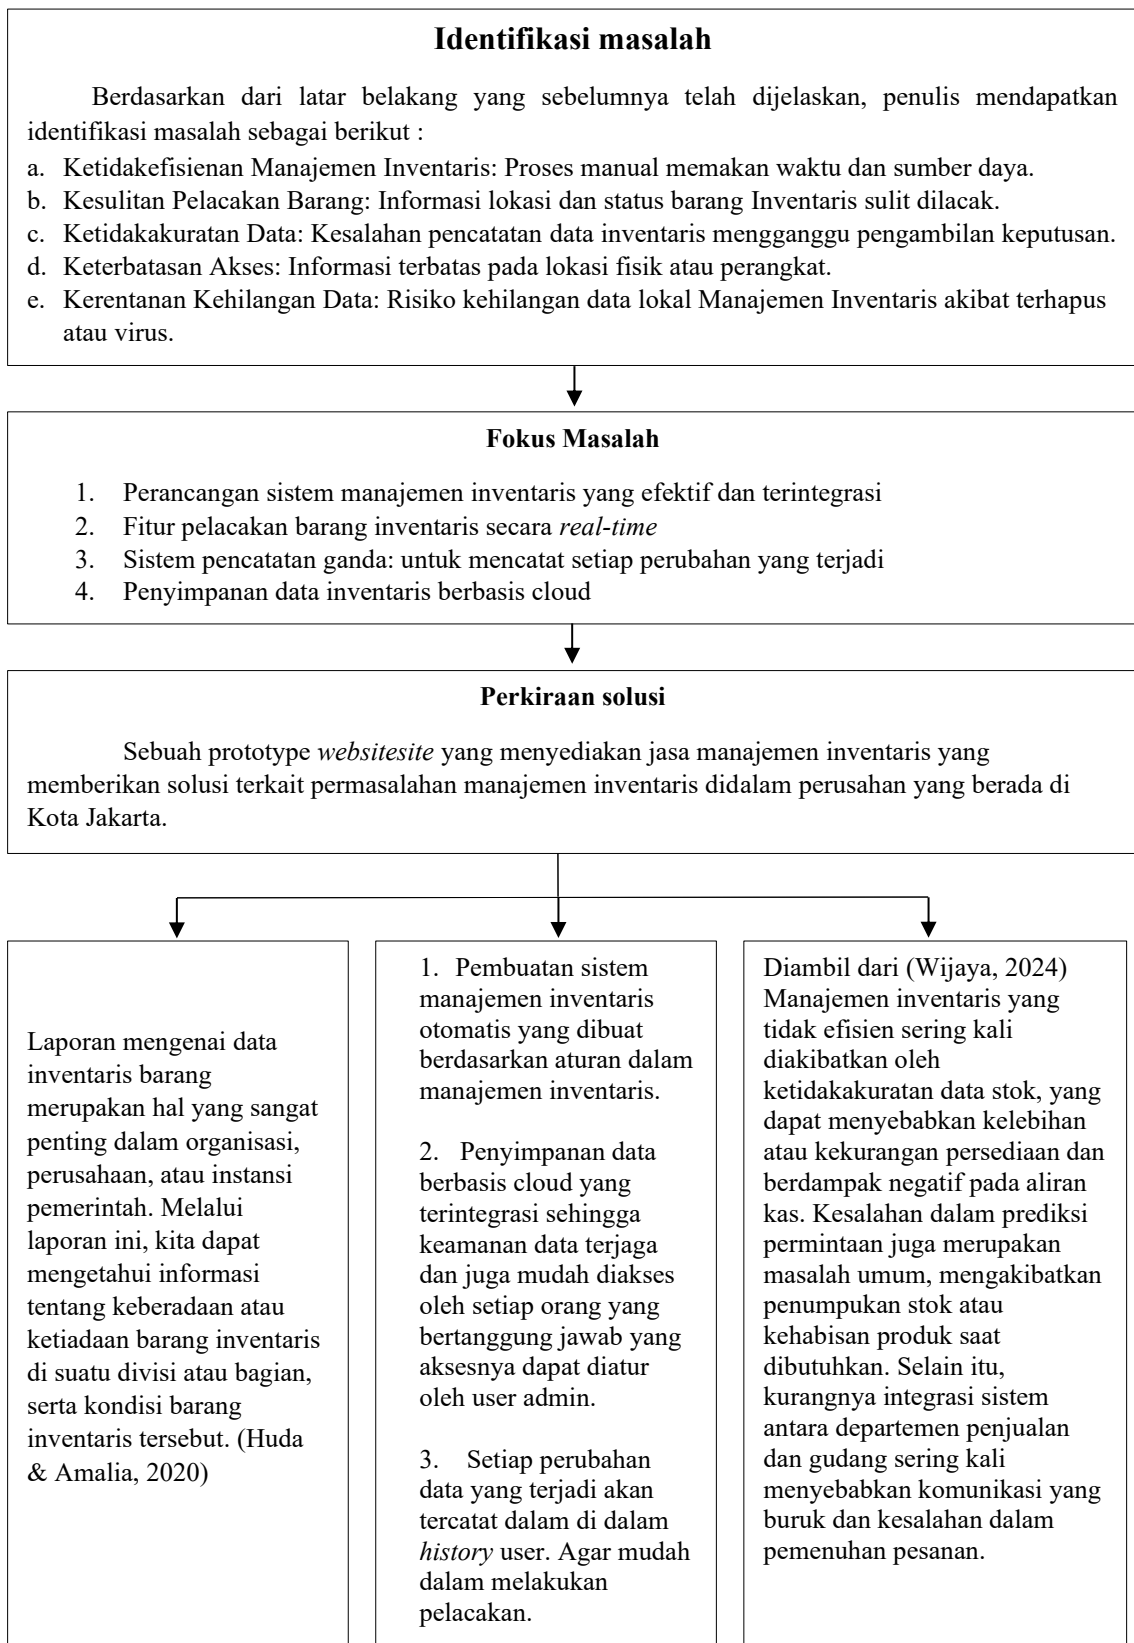 Identifikasi masalah
Berdasarkan dari latar belakang yang sebelumnya telah dijelaskan, penulis mendapatkan
identifikasi masalah sebagai berikut :
a. Ketidakefisienan Manajemen Inventaris: Proses manual memakan waktu dan sumber daya.
b. Kesulitan Pelacakan Barang: Informasi lokasi dan status barang Inventaris sulit dilacak.
c. Ketidakakuratan Data: Kesalahan pencatatan data inventaris mengganggu pengambilan keputusan.
d. Keterbatasan Akses: Informasi terbatas pada lokasi fisik atau perangkat.
e. Kerentanan Kehilangan Data: Risiko kehilangan data lokal Manajemen Inventaris akibat terhapus
atau virus.
Fokus Masalah
1. Perancangan sistem manajemen inventaris yang efektif dan terintegrasi
2. Fitur pelacakan barang inventaris secara real-time
3. Sistem pencatatan ganda: untuk mencatat setiap perubahan yang terjadi
4. Penyimpanan data inventaris berbasis cloud
Perkiraan solusi
Sebuah prototype websitesite yang menyediakan jasa manajemen inventaris yang
memberikan solusi terkait permasalahan manajemen inventaris didalam perusahan yang berada di
Kota Jakarta.
Laporan mengenai data
inventaris barang
merupakan hal yang sangat
penting dalam organisasi,
perusahaan, atau instansi
pemerintah. Melalui
laporan ini, kita dapat
mengetahui informasi
tentang keberadaan atau
ketiadaan barang inventaris
di suatu divisi atau bagian,
serta kondisi barang
inventaris tersebut. (Huda
& Amalia, 2020)
1. Pembuatan sistem
manajemen inventaris
otomatis yang dibuat
berdasarkan aturan dalam
manajemen inventaris.
2. Penyimpanan data
berbasis cloud yang
terintegrasi sehingga
keamanan data terjaga
dan juga mudah diakses
oleh setiap orang yang
bertanggung jawab yang
aksesnya dapat diatur
oleh user admin.
3. Setiap perubahan
data yang terjadi akan
tercatat dalam di dalam
history user. Agar mudah
dalam melakukan
pelacakan.
Diambil dari (Wijaya, 2024)
Manajemen inventaris yang
tidak efisien sering kali
diakibatkan oleh
ketidakakuratan data stok, yang
dapat menyebabkan kelebihan
atau kekurangan persediaan dan
berdampak negatif pada aliran
kas. Kesalahan dalam prediksi
permintaan juga merupakan
masalah umum, mengakibatkan
penumpukan stok atau
kehabisan produk saat
dibutuhkan. Selain itu,
kurangnya integrasi sistem
antara departemen penjualan
dan gudang sering kali
menyebabkan komunikasi yang
buruk dan kesalahan dalam
pemenuhan pesanan.